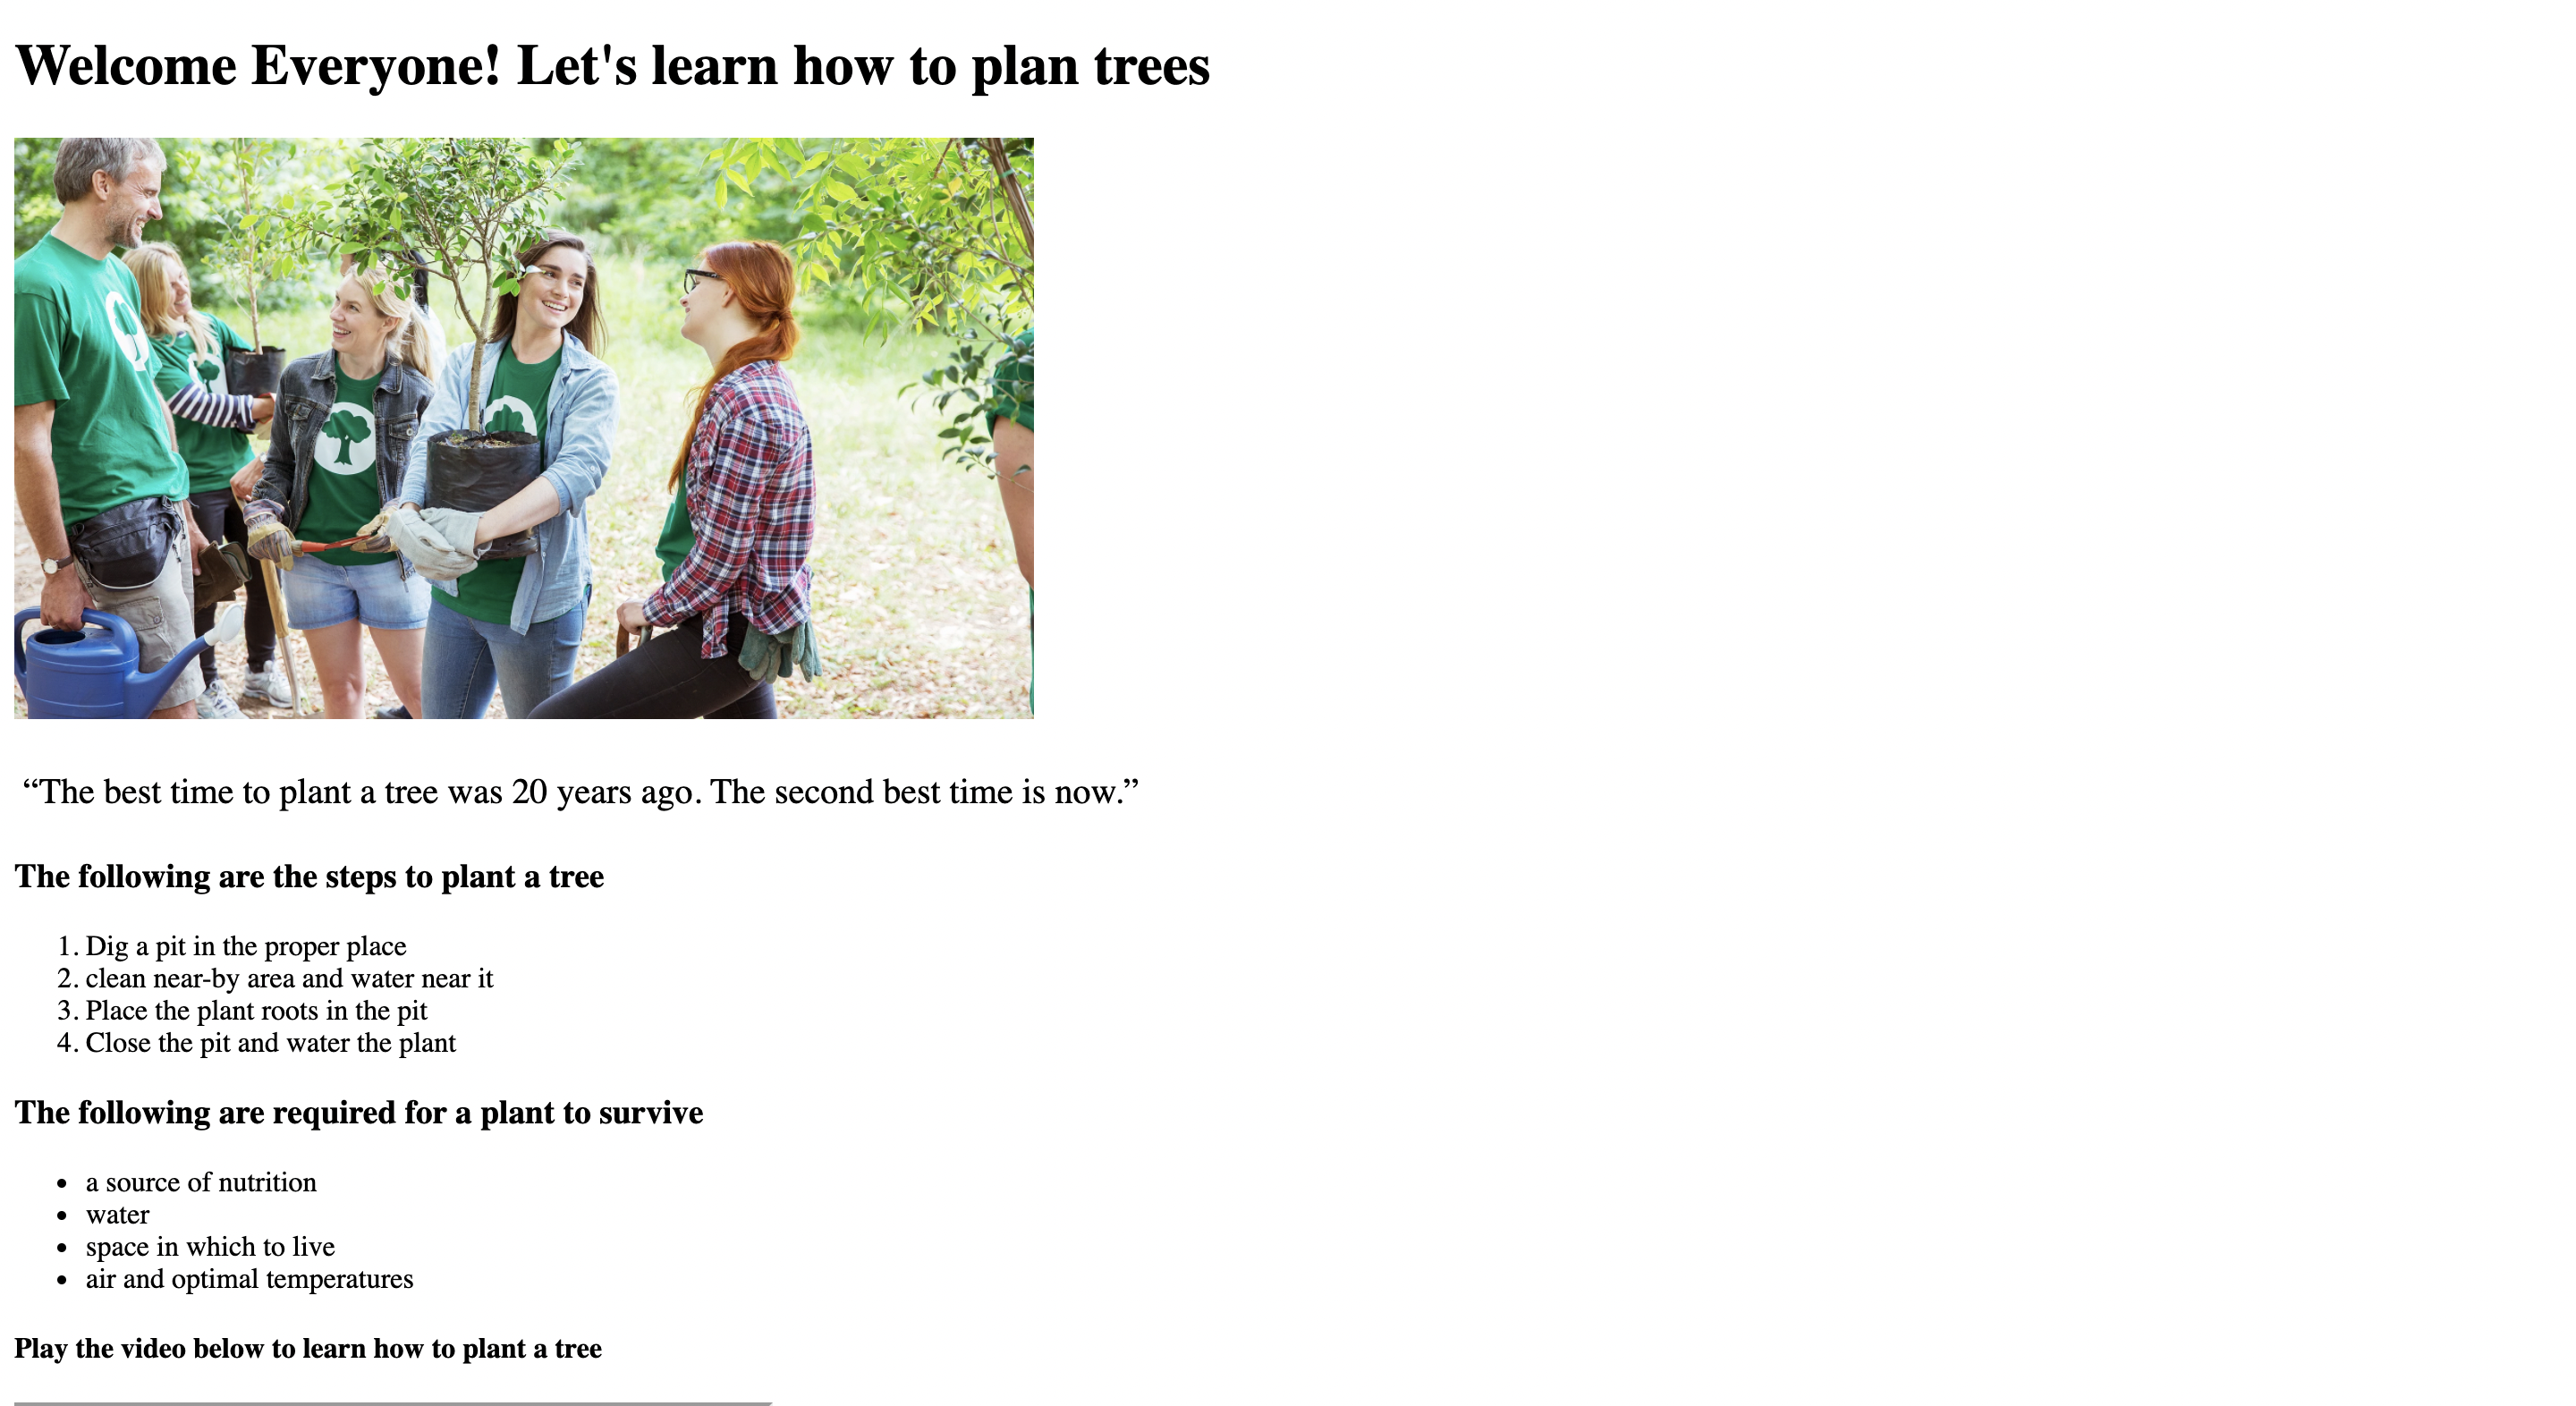 Welcome Everyone! Let's learn how to plan trees
“The best time to plant a tree was 20 years ago. The second best time is now.”
The following are the steps to plant a tree
1. Dig a pit in the proper place
2. clean near-by area and water near it
3. Place the plant roots in the pit
4. Close the pit and water the plant
The following are required for a plant to survive
• a source of nutrition
• water
• space in which to live
• air and optimal temperatures
Play the video below to learn how to plant a tree